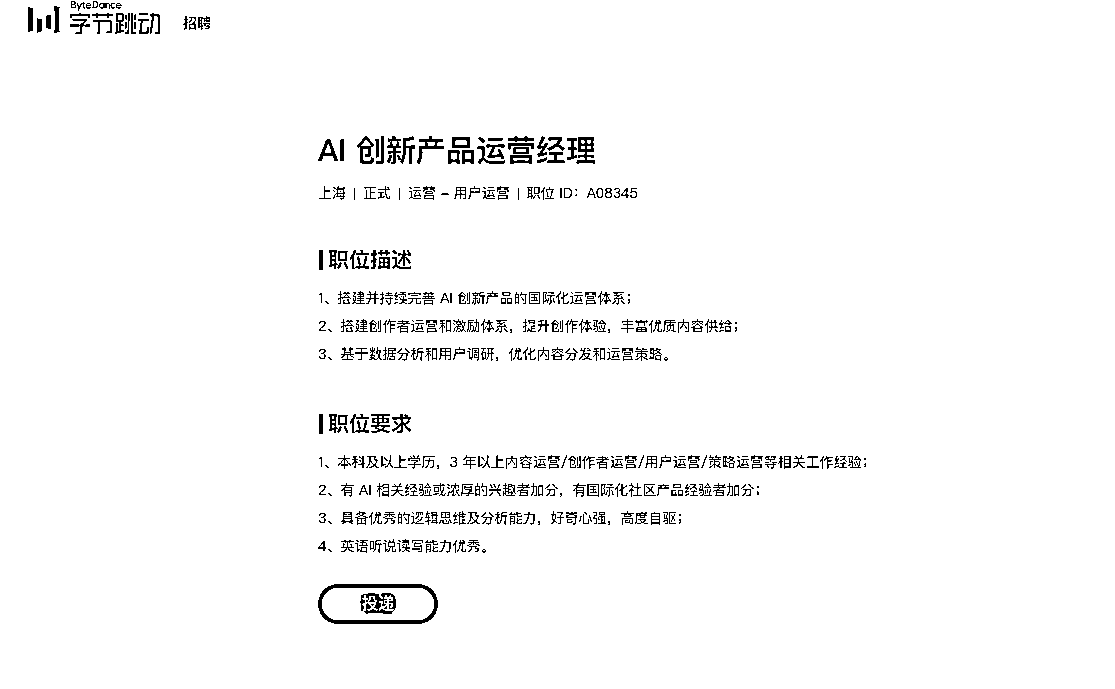 ByteDance
字节跳动 招聘
AI 创新产品运营经理
上海 | 正式 | 运营 - 用户运营 | 职位 ID：A08345
职位描述
1、搭建并持续完善 AI 创新产品的国际化运营体系；
2、搭建创作者运营和激励体系，提升创作体验，丰富优质内容供给；
3、基于数据分析和用户调研，优化内容分发和运营策略。
职位要求
1、本科及以上学历，3 年以上内容运营/创作者运营/用户运营/策略运营等相关工作经验；
2、有 AI 相关经验或浓厚的兴趣者加分，有国际化社区产品经验者加分；
3、具备优秀的逻辑思维及分析能力，好奇心强，高度自驱；
4、英语听说读写能力优秀。
投递